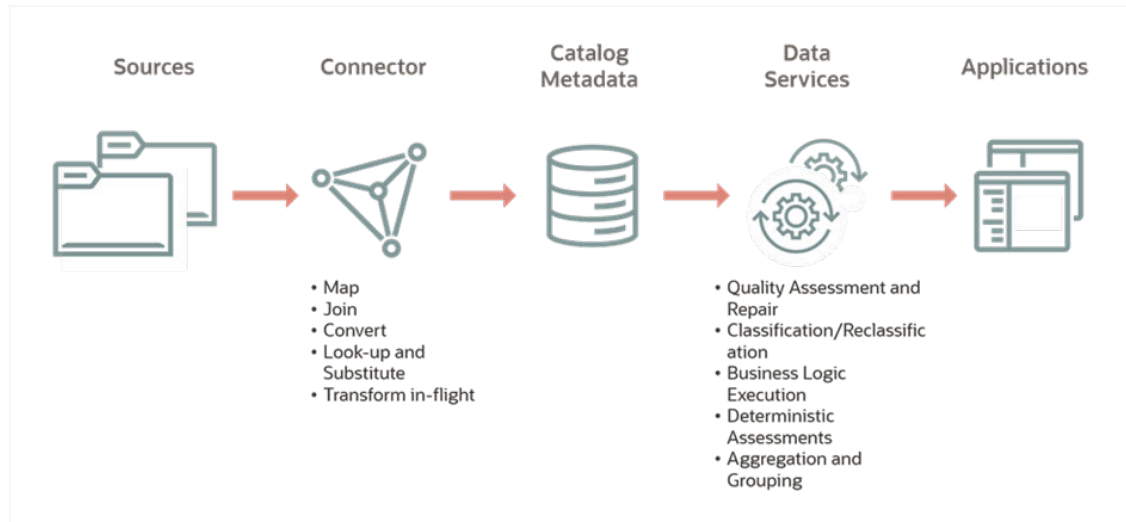 Sources
Connector
Catalog
Metadata
Data
Services
Applications
• Map
• Join
• Convert
• Look-up and
Substitute
• Transform in-flight
• Quality Assessment and
Repair
• Classification/Reclassific
ation
• Business Logic
Execution
• Deterministic
Assessments
• Aggregation and
Grouping